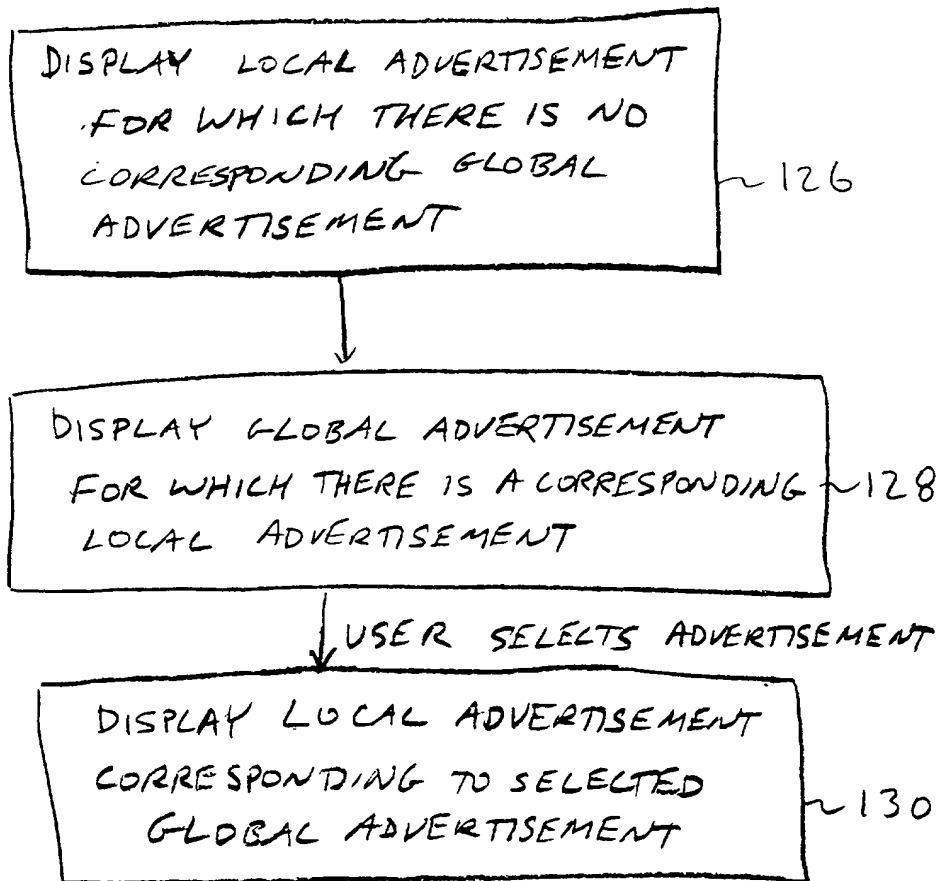 DISPLAY LOCAL ADVERTISEMENT
FOR WHICH THERE IS NO
CORRESPONDING GLOBAL
ADVERTISEMENT
126
DISPLAY GLOBAL ADVERTISEMENT
FOR WHICH THERE IS A CORRESPONDING
LOCAL ADVERTISEMENT
128
USER SELECTS ADVERTISEMENT
DISPLAY LOCAL ADVERTISEMENT
CORRESPONDING TO SELECTED
GLOBAL ADVERTISEMENT
130